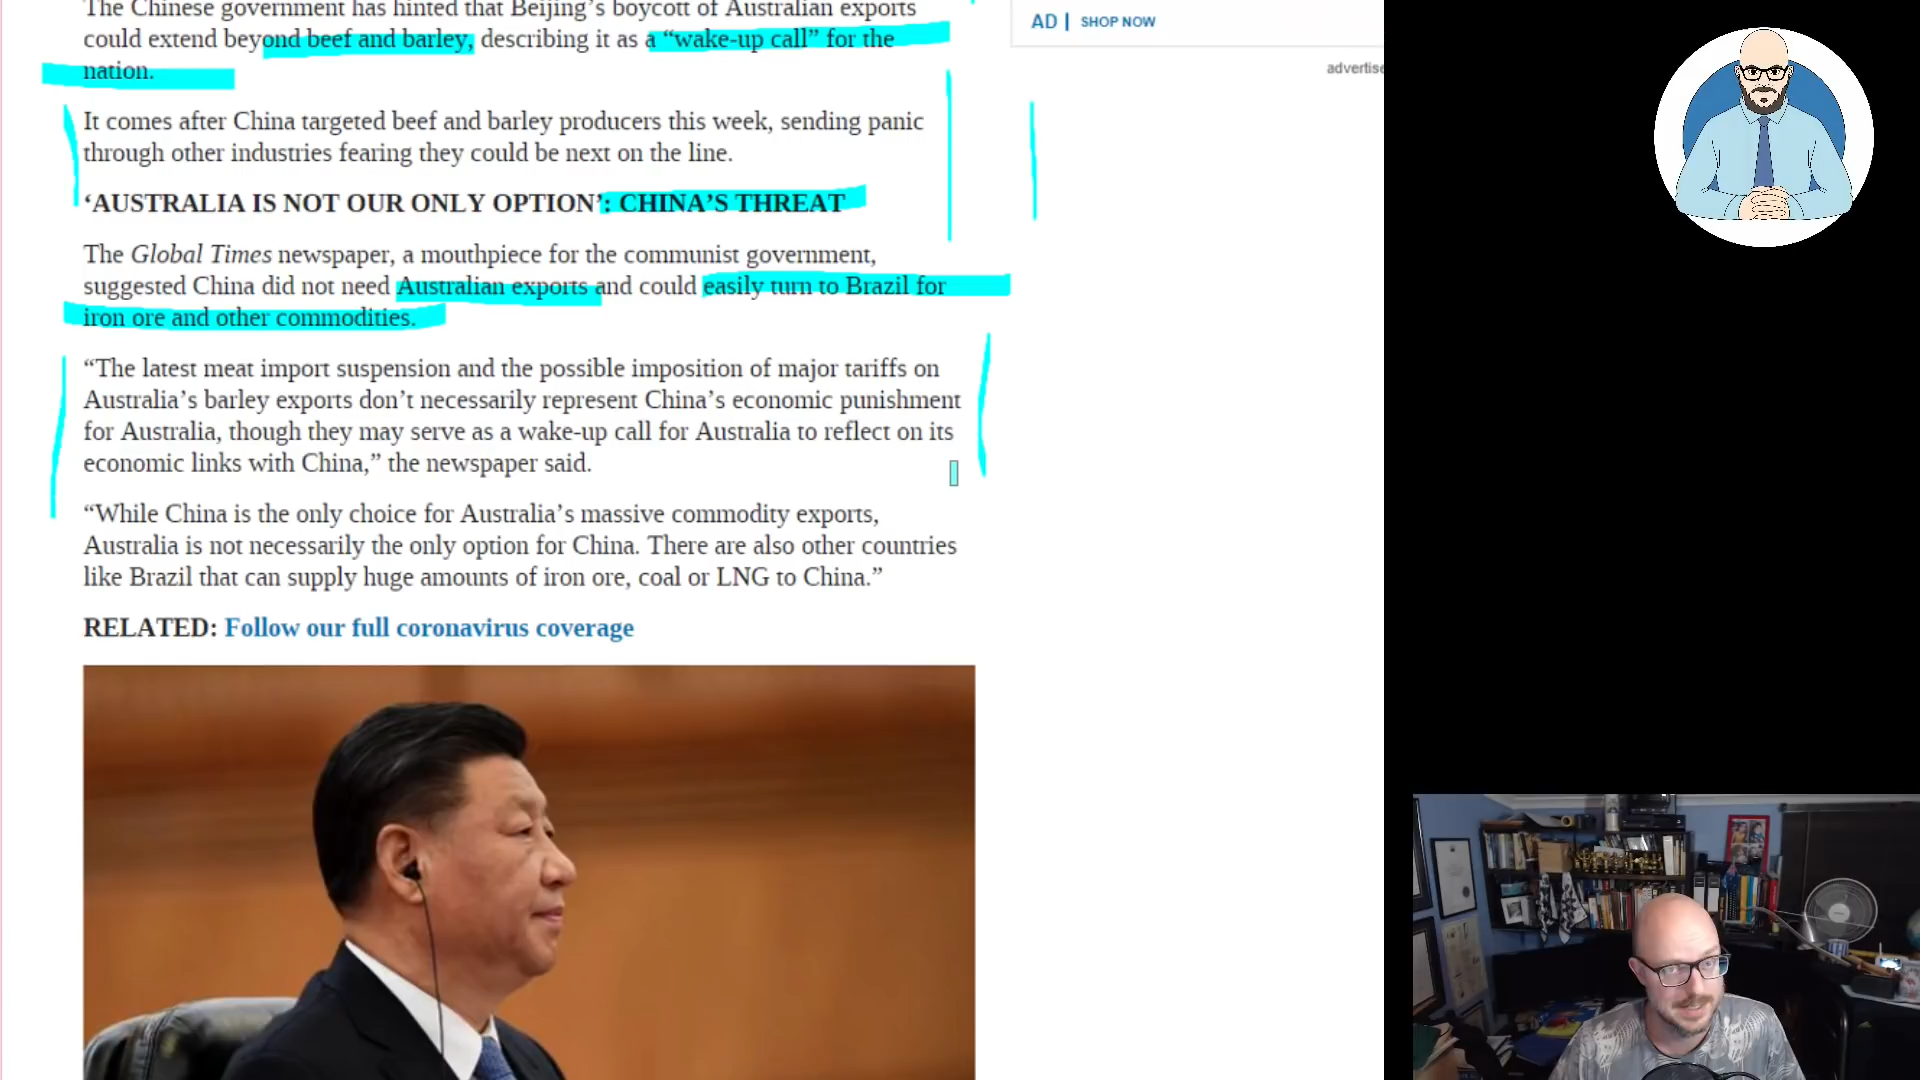 The Chinese government has hinted that Beijing’s boycott of Australian exports
could extend beyond beef and barley, describing it as a “wake-up call” for the
nation.
It comes after China targeted beef and barley producers this week, sending panic
through other industries fearing they could be next on the line.
‘AUSTRALIA IS NOT OUR ONLY OPTION’: CHINA’S THREAT
The Global Times newspaper, a mouthpiece for the communist government,
suggested China did not need Australian exports and could easily turn to Brazil for
iron ore and other commodities.
“The latest meat import suspension and the possible imposition of major tariffs on
Australia’s barley exports don’t necessarily represent China’s economic punishment
for Australia, though they may serve as a wake-up call for Australia to reflect on its
economic links with China,” the newspaper said.
“While China is the only choice for Australia’s massive commodity exports,
Australia is not necessarily the only option for China. There are also other countries
like Brazil that can supply huge amounts of iron ore, coal or LNG to China.”
RELATED: Follow our full coronavirus coverage
AD | SHOP NOW
advertise